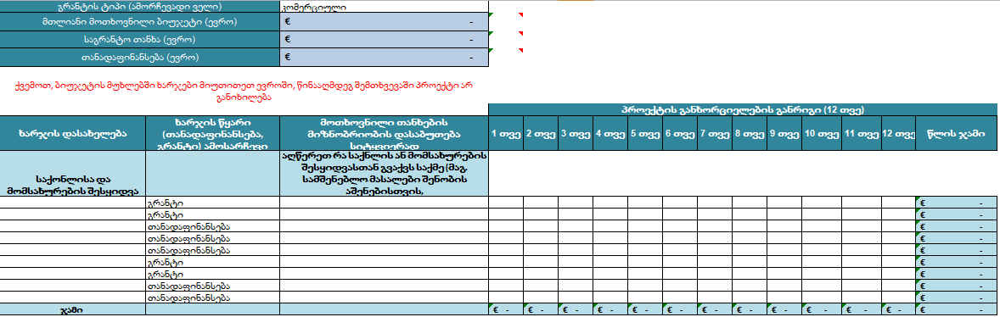 გრანტის ტიპი (ამორჩევადი ველი) კომერციული
მთლიანი მოთხოვნილი ბიუჯეტი (ევრო) € -
საგრანტო თანხა (ევრო) € -
თანადაფინანსება (ევრო) € -
ქვემოთ, ბიუჯეტის მუხლებში ხარჯები მიუთითეთ ევროში, წინააღმდეგ შემთხვევაში პროექტი არ
განიხილება
პროექტის განხორციელების განრიგი (12 თვე)
ხარჯის დასახელება
ხარჯის წყარი
(თანადაფინანსება,
გრანტი) ამოსარჩევი
მოთხოვნილი თანხების
მიზნობრიობის დასაბუთება
სიტყვიერად
1 თვე 2 თვე 3 თვე 4 თვე 5 თვე 6 თვე 7 თვე 8 თვე 9 თვე 10 თვე 11 თვე 12 თვე წლის ჯამი
საქონლისა და
მომსახურების შესყიდვა
აღწერეთ რა საქნლის ან მომსახურების
შესყიდვასთან გვაქვს საქმე (მაგ.
სამშენებლო მასალები შენობის
აშენებისთვის,
გრანტი € -
გრანტი € -
თანადაფინანსება € -
თანადაფინანსება € -
თანადაფინანსება € -
გრანტი € -
გრანტი € -
თანადაფინანსება € -
თანადაფინანსება € -
ჯამი € - € - € - € - € - € - € - € - € - € - € - € - € -